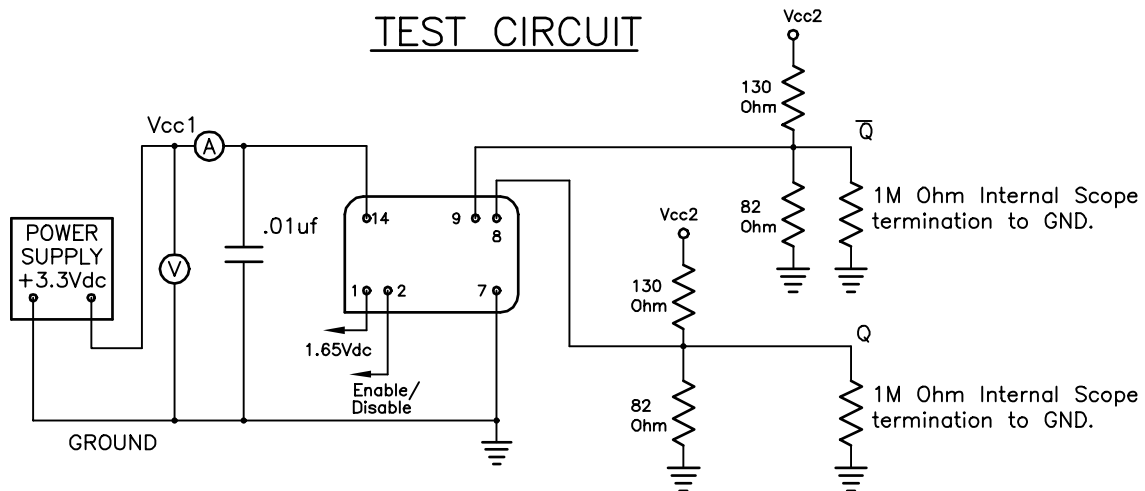 TEST CIRCUIT
Vcc2
130
Ohm
Q̅
Vcc1
A
82
Ohm
1M Ohm Internal Scope
termination to GND.
14
9
8
.01uf
POWER
SUPPLY
+3.3Vdc
V
Vcc2
1
2
7
130
Ohm
1.65Vdc
Q
Enable/
Disable
82
Ohm
1M Ohm Internal Scope
termination to GND.
GROUND